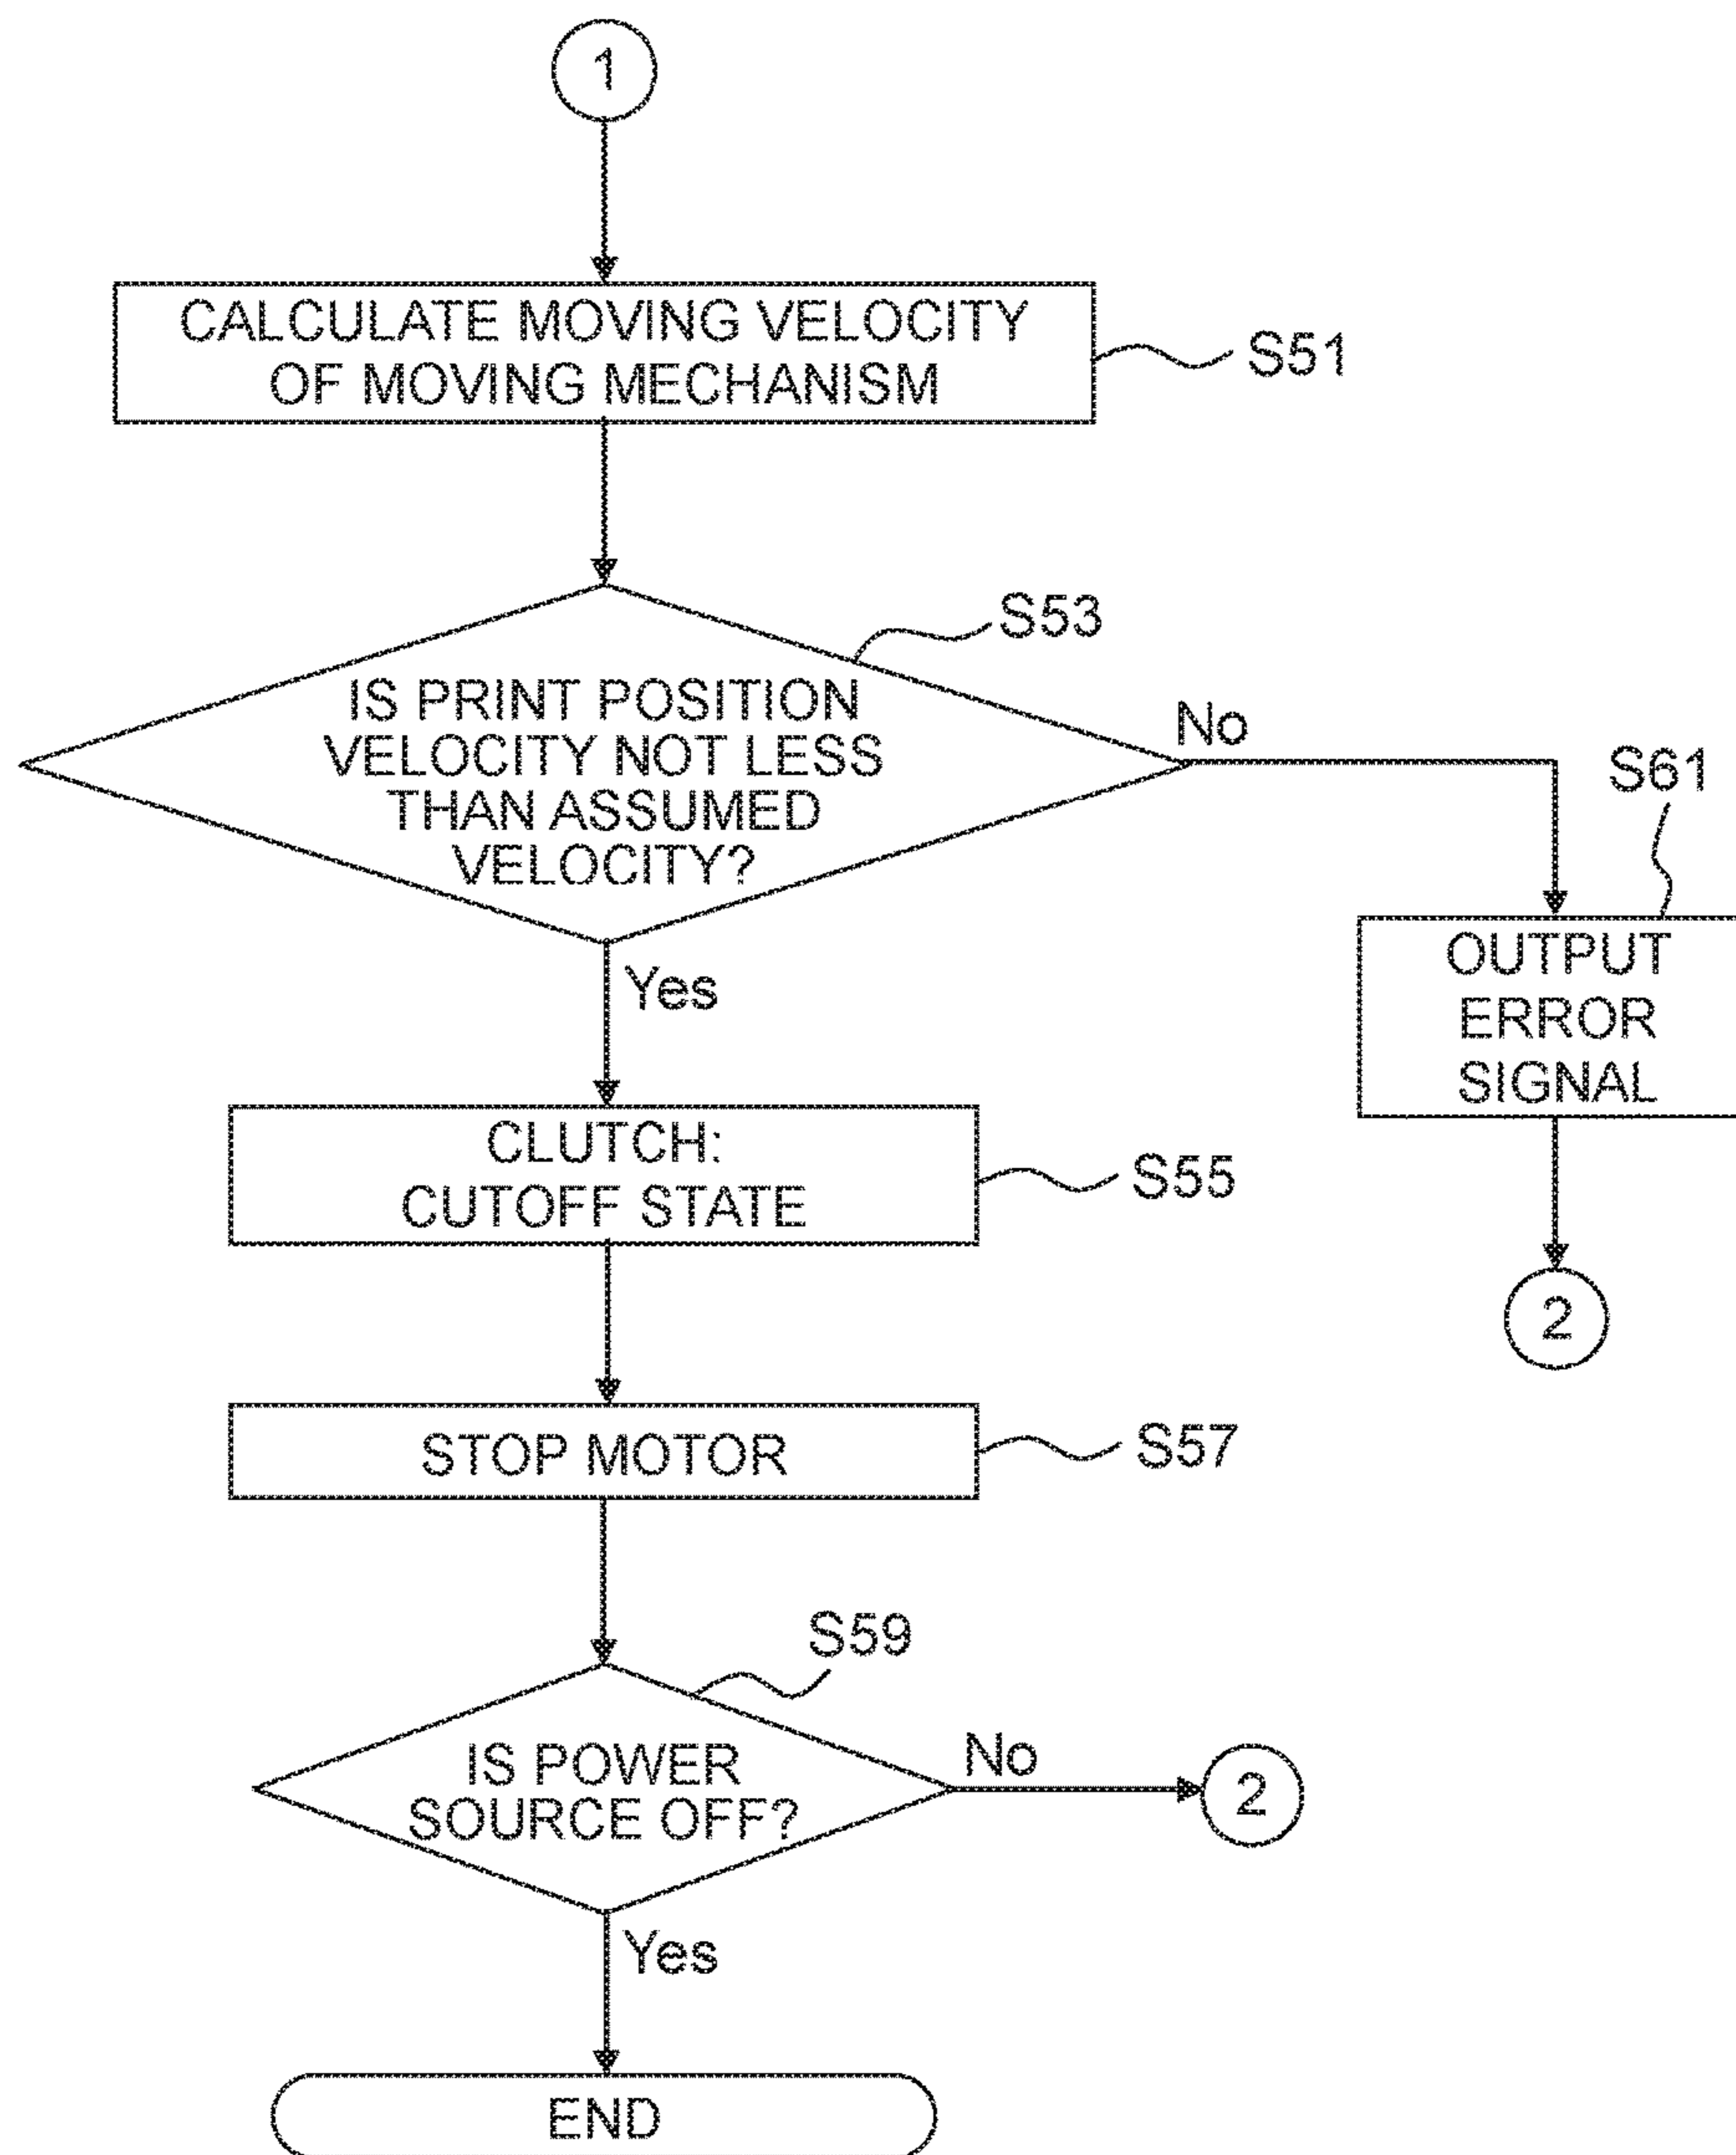 1
CALCULATE MOVING VELOCITY
OF MOVING MECHANISM
S51
S53
IS PRINT POSITION
VELOCITY NOT LESS
THAN ASSUMED
VELOCITY?
No
S61
OUTPUT
ERROR
SIGNAL
2
Yes
CLUTCH:
CUTOFF STATE
S55
STOP MOTOR
S57
S59
IS POWER
SOURCE OFF?
No
2
Yes
END